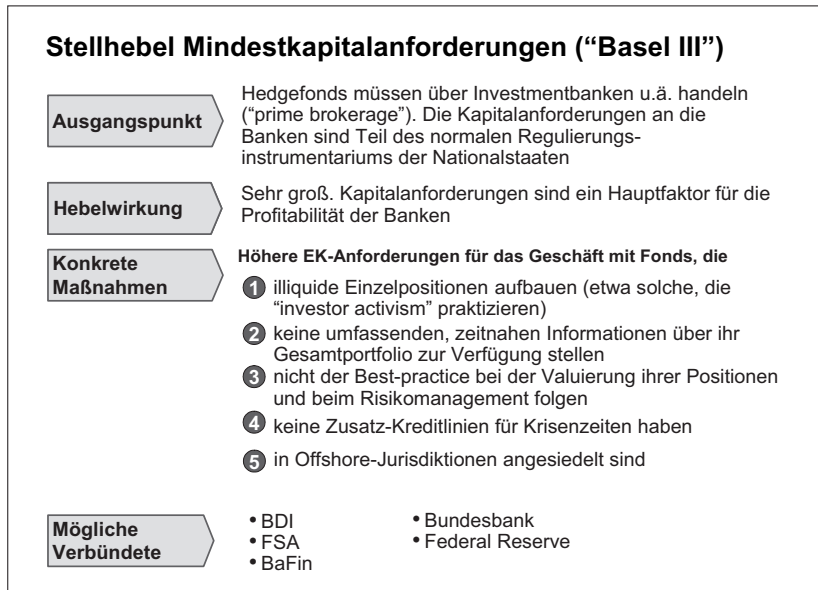 Stellhebel Mindestkapitalanforderungen (“Basel III”)
Ausgangspunkt
Hedgefonds müssen über Investmentbanken u.ä. handeln
(“prime brokerage”). Die Kapitalanforderungen an die
Banken sind Teil des normalen Regulierungs-
instrumentariums der Nationalstaaten
Hebelwirkung
Sehr groß. Kapitalanforderungen sind ein Hauptfaktor für die
Profitabilität der Banken
Konkrete
Maßnahmen
Höhere EK-Anforderungen für das Geschäft mit Fonds, die
1 illiquide Einzelpositionen aufbauen (etwa solche, die
“investor activism” praktizieren)
2 keine umfassenden, zeitnahen Informationen über ihr
Gesamtportfolio zur Verfügung stellen
3 nicht der Best-practice bei der Valuierung ihrer Positionen
und beim Risikomanagement folgen
4 keine Zusatz-Kreditlinien für Krisenzeiten haben
5 in Offshore-Jurisdiktionen angesiedelt sind
Mögliche
Verbündete
• BDI
• FSA
• BaFin
• Bundesbank
• Federal Reserve